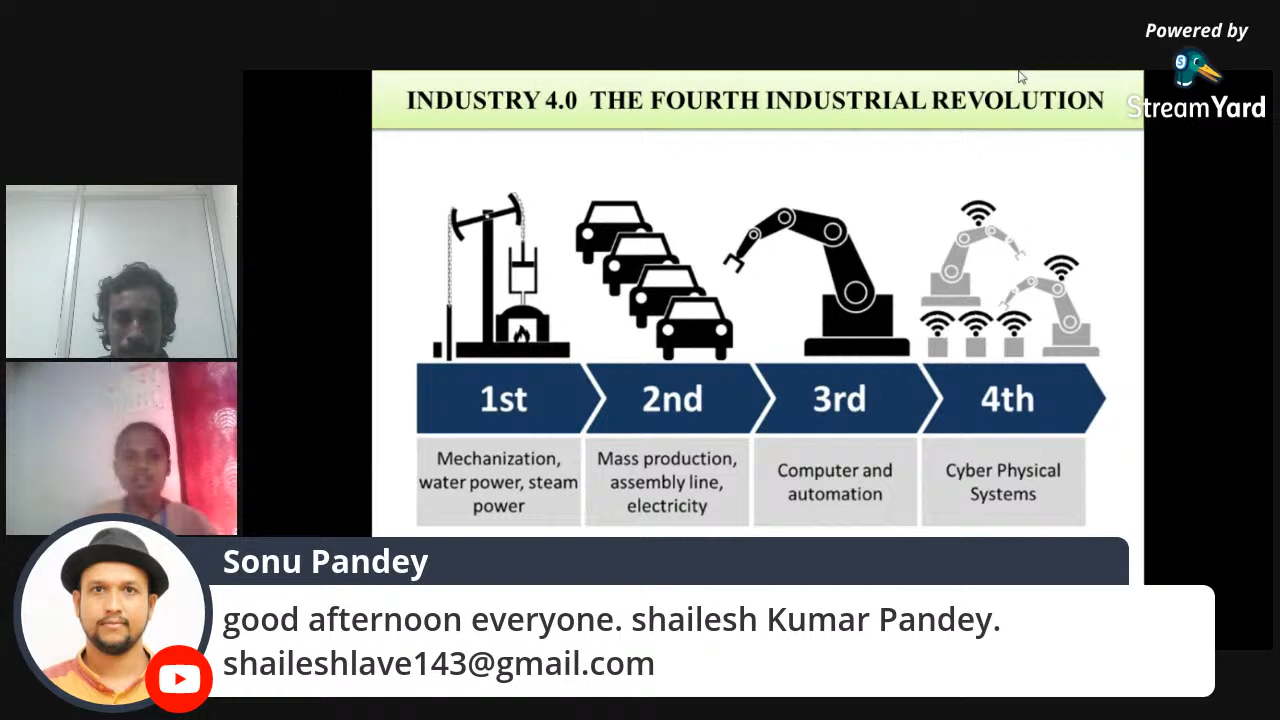 Powered by
StreamYard
INDUSTRY 4.0 THE FOURTH INDUSTRIAL REVOLUTION
1st
2nd
3rd
4th
Mechanization,
water power, steam
power
Mass production,
assembly line,
electricity
Computer and
automation
Cyber Physical
Systems
Sonu Pandey
good afternoon everyone. shailesh Kumar Pandey.
shaileshlave143@gmail.com